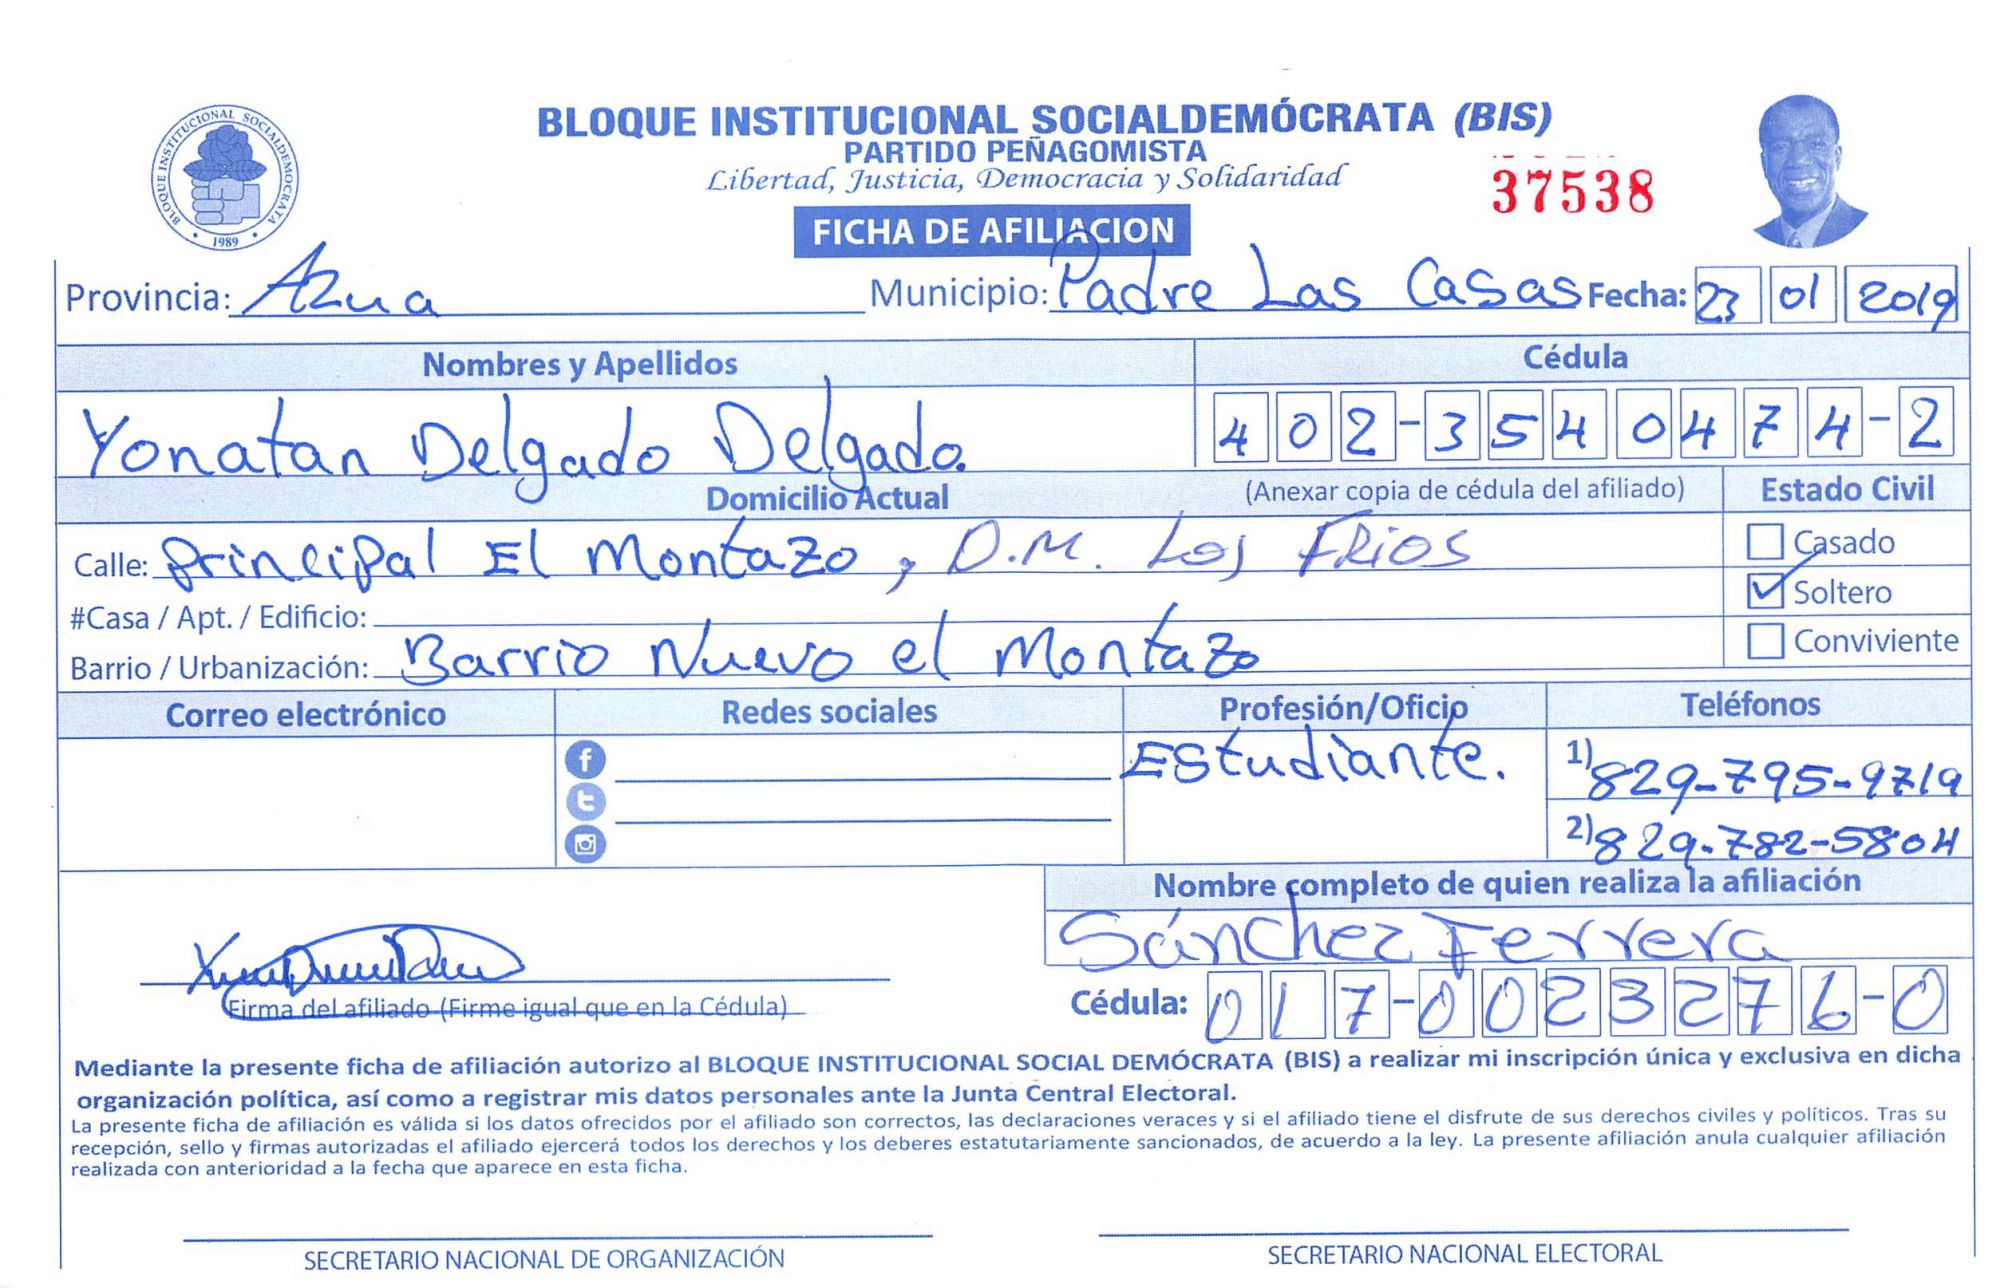 BLOQUE INSTITUCIONAL SOCIALDEMÓCRATA
1989
BLOQUE INSTITUCIONAL SOCIALDEMÓCRATA (BIS)
PARTIDO PEÑAGOMISTA
Libertad, Justicia, Democracia y Solidaridad
37538
FICHA DE AFILIACION
Provincia: Azua Municipio: Padre Las Casas Fecha: 23 01 2019
Nombres y Apellidos Cédula
Yonatan Delgado Delgado. 402-3540474-2
Domicilio Actual (Anexar copia de cédula del afiliado) Estado Civil
Calle: Principal El Montazo, D.M. Los FRios Casado
#Casa / Apt. / Edificio: Soltero
Barrio / Urbanización: Barrio Nuevo el Montazo Conviviente
Correo electrónico Redes sociales Profesión/Oficio Teléfonos
Estudiante. 1) 829-795-9719
2) 829-782-5804
Nombre completo de quien realiza la afiliación
Sánchez Ferrera
Firma del afiliado (Firme igual que en la Cédula) Cédula: 017-0023276-0
Mediante la presente ficha de afiliación autorizo al BLOQUE INSTITUCIONAL SOCIAL DEMÓCRATA (BIS) a realizar mi inscripción única y exclusiva en dicha
organización política, así como a registrar mis datos personales ante la Junta Central Electoral.
La presente ficha de afiliación es válida si los datos ofrecidos por el afiliado son correctos, las declaraciones veraces y si el afiliado tiene el disfrute de sus derechos civiles y políticos. Tras su
recepción, sello y firmas autorizadas el afiliado ejercerá todos los derechos y los deberes estatutariamente sancionados, de acuerdo a la ley. La presente afiliación anula cualquier afiliación
realizada con anterioridad a la fecha que aparece en esta ficha.
SECRETARIO NACIONAL DE ORGANIZACIÓN SECRETARIO NACIONAL ELECTORAL